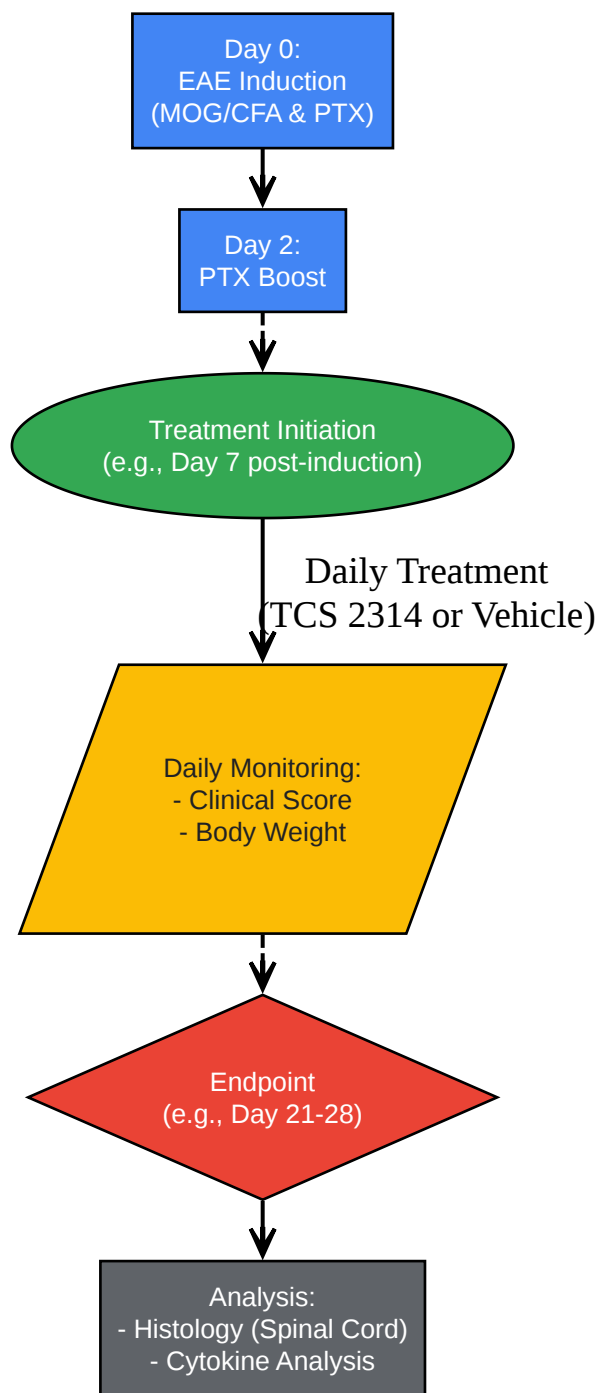 Day 0:
EAE Induction
(MOG/CFA & PTX)
Day 2:
PTX Boost
Treatment Initiation
(e.g., Day 7 post-induction)
Daily Treatment
(TCS 2314 or Vehicle)
Daily Monitoring:
- Clinical Score
- Body Weight
Endpoint
(e.g., Day 21-28)
Analysis:
- Histology (Spinal Cord)
- Cytokine Analysis